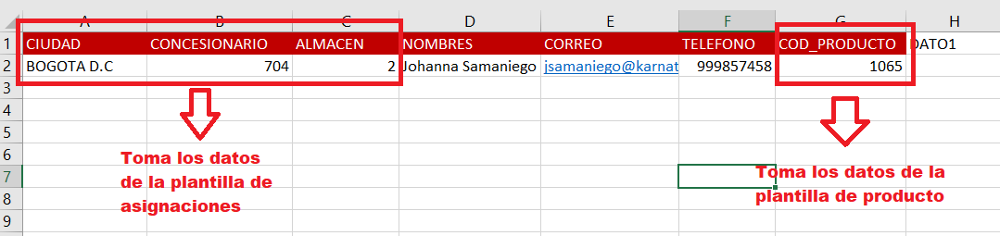 A B C D E F G H
1 CIUDAD CONCESIONARIO ALMACEN NOMBRES CORREO TELEFONO COD_PRODUCTO DATO1
2 BOGOTA D.C 704 2 Johanna Samaniego jsamaniego@karnat 999857458 1065
3
4
5
6
7
8
9
Toma los datos
de la plantilla de
asignaciones
Toma los datos de la
plantilla de producto